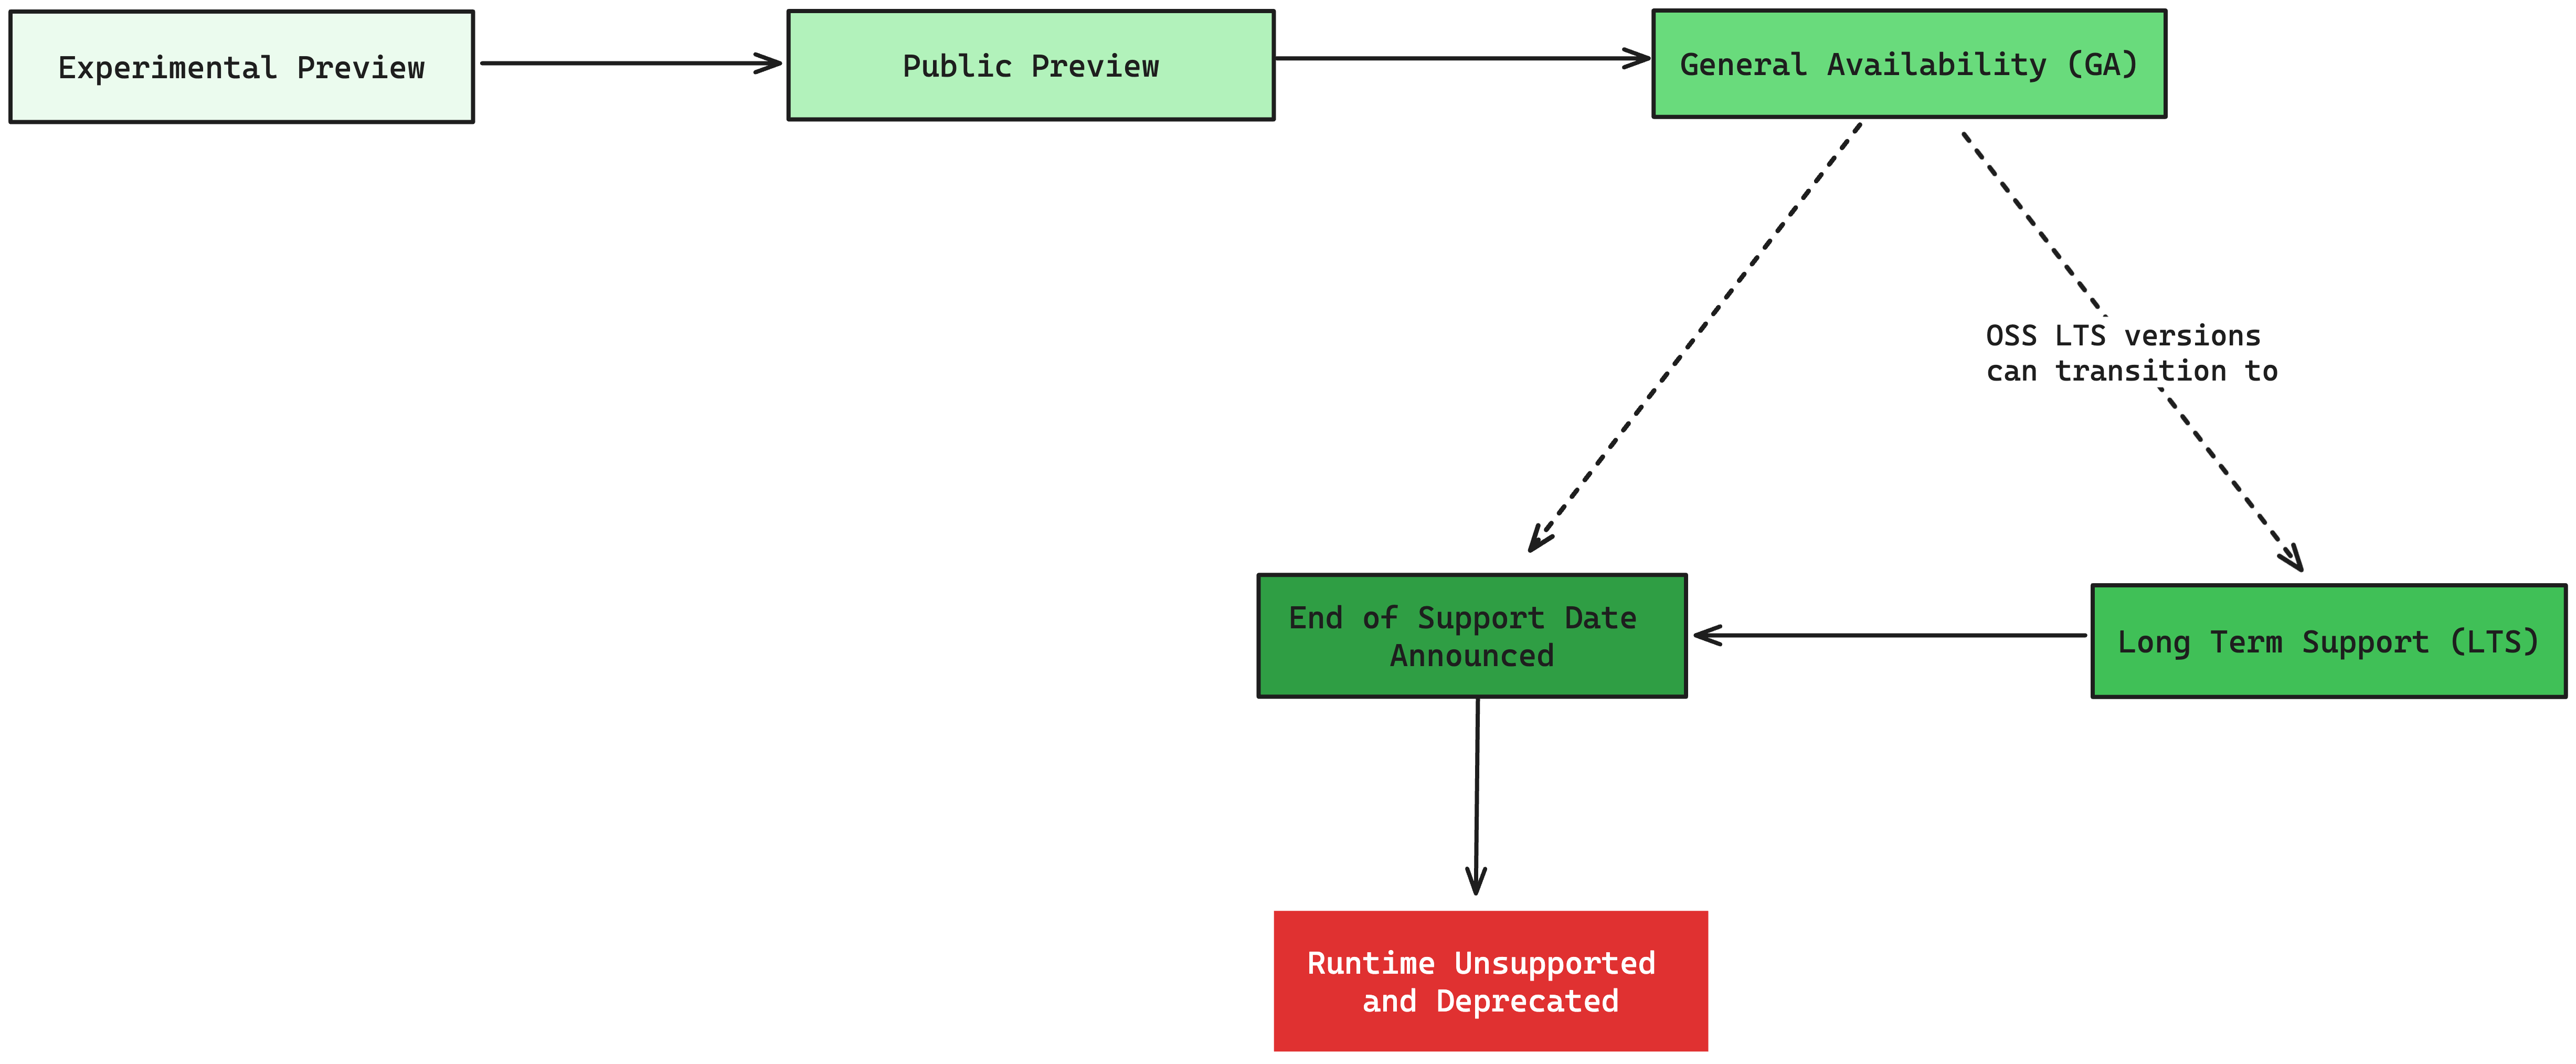 Experimental Preview
Public Preview
General Availability (GA)
OSS LTS versions
can transition to
End of Support Date
Announced
Long Term Support (LTS)
Runtime Unsupported
and Deprecated